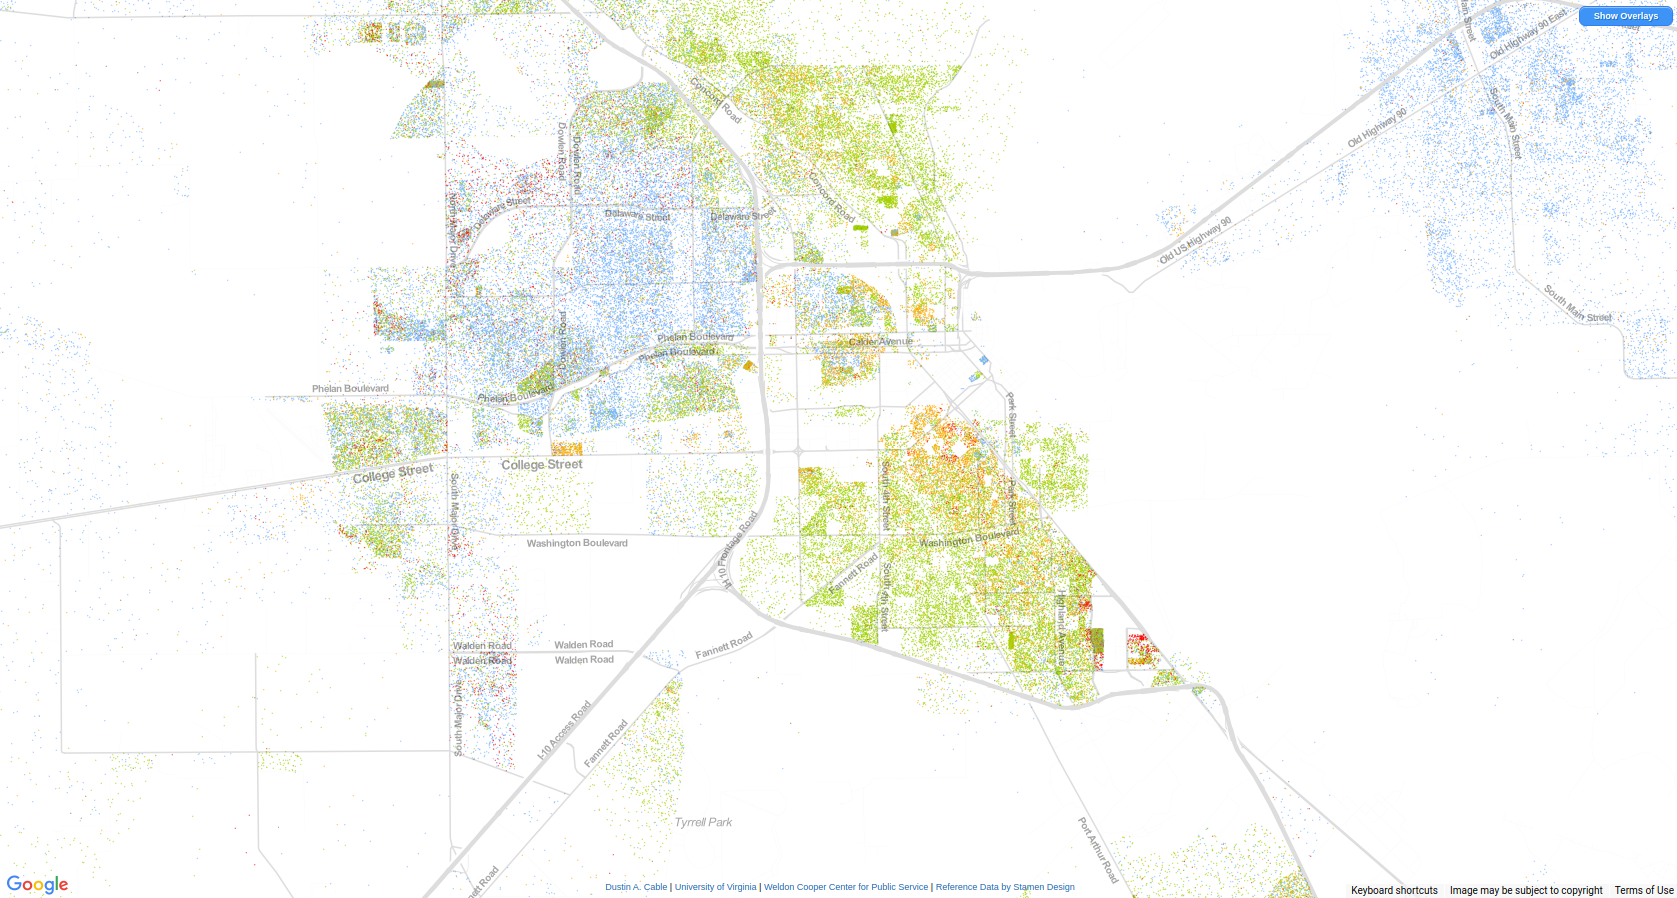 Show Overlays
Old Highway 90 East
South Main Street
Old Highway 90
Concord Road
Dowlen Road
Dowlen Road
Concord Road
North Major Drive
Delaware Street
Delaware Street
Delaware Street
Old US Highway 90
South Main Street
Dowlen Road
Phelan Boulevard
Phelan Boulevard
Calder Avenue
Phelan Boulevard
Phelan Boulevard
Park Street
College Street
College Street
South Major Drive
South 4th Street
Park Street
Washington Boulevard
Washington Boulevard
I-10 Frontage Road
Fannett Road
South 4th Street
Highland Avenue
Walden Road
Walden Road
Walden Road
Walden Road
Fannett Road
South Major Drive
I-10 Access Road
Fannett Road
Tyrrell Park
Port Arthur Road
Google
Dustin A. Cable | University of Virginia | Weldon Cooper Center for Public Service | Reference Data by Stamen Design
Keyboard shortcuts Image may be subject to copyright Terms of Use